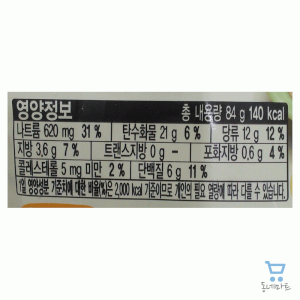 영양정보 총 내용량 84 g 140 kcal
나트륨 620 mg 31 % 탄수화물 21 g 6 % 당류 12 g 12 %
지방 3.6 g 7 % 트랜스지방 0 g - 포화지방 0.6 g 4 %
콜레스테롤 5 mg 미만 2 % 단백질 6 g 11 %
1일 영양성분 기준치에 대한 비율(%)은 2,000 kcal 기준이므로 개인의 필요 열량에 따라 다를 수 있습니다.